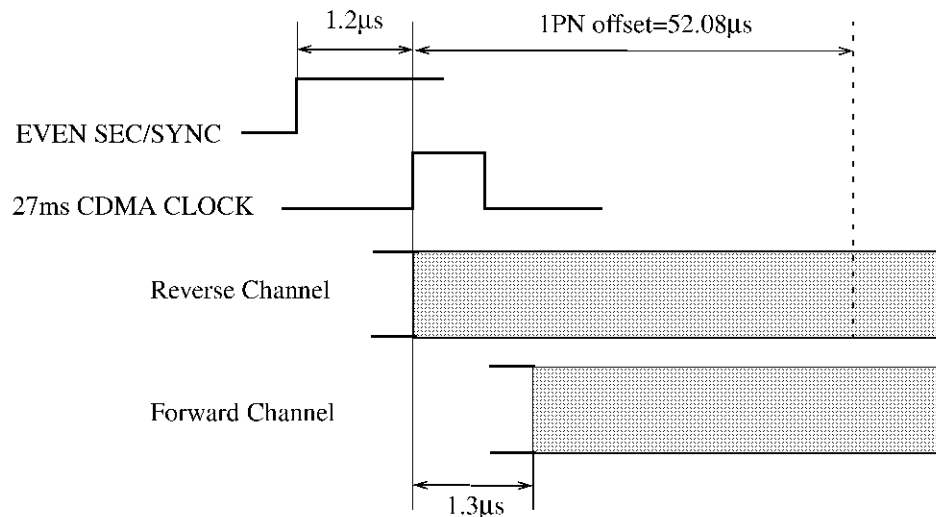 1.2μs
1PN offset=52.08μs
EVEN SEC/SYNC
27ms CDMA CLOCK
Reverse Channel
Forward Channel
1.3μs